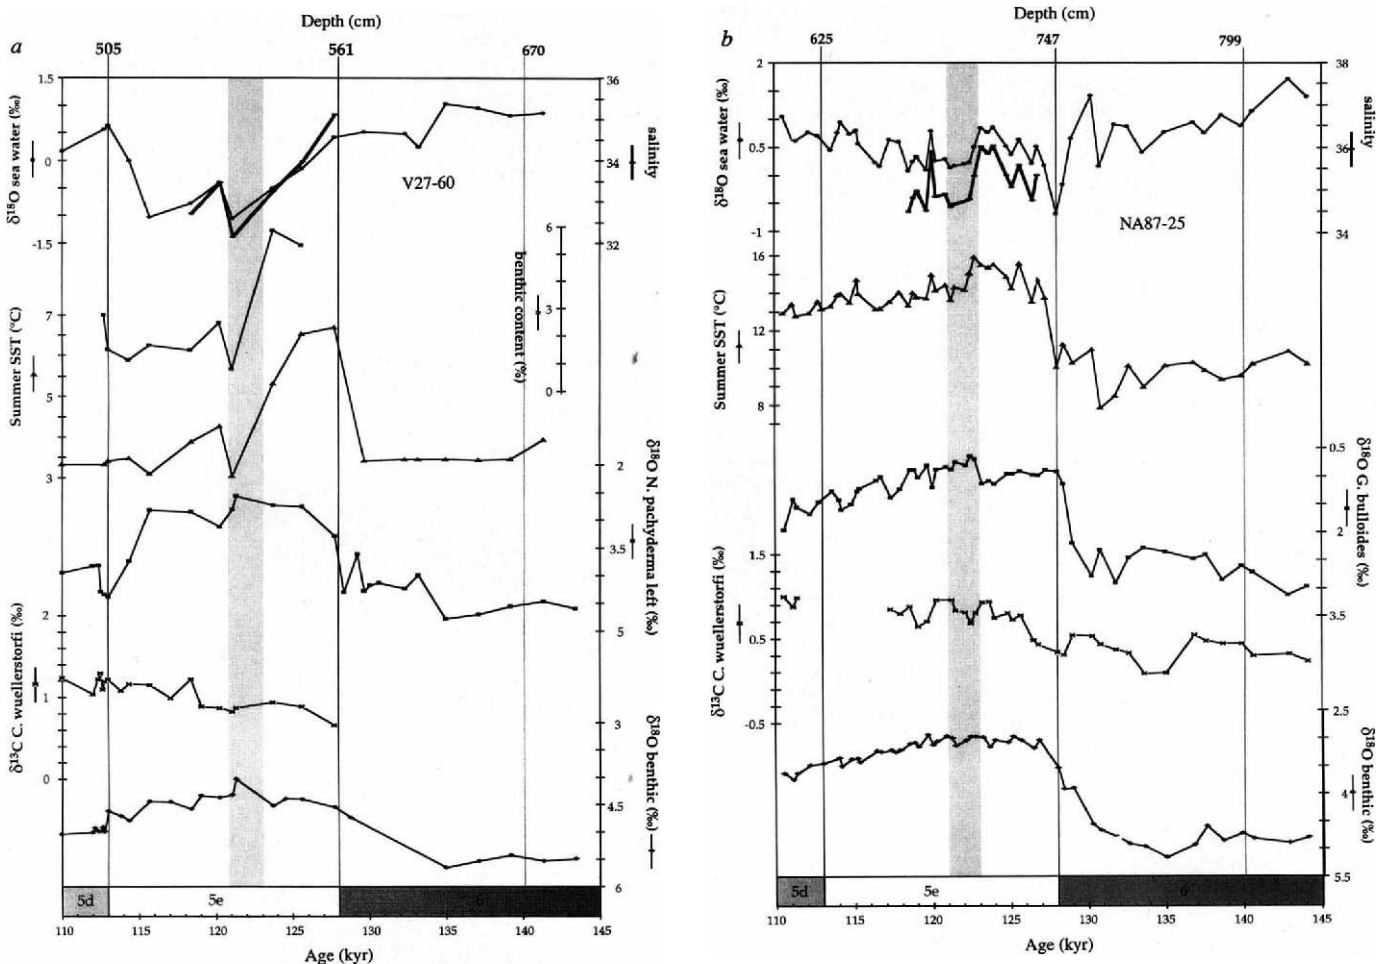 a
Depth (cm)
505
561
670
1.5
0
-1.5
δ18O sea water (‰)
36
34
32
salinity
V27-60
6
3
0
benthic content (%)
7
5
3
Summer SST (°C)
2
3.5
5
δ18O N. pachyderma left (‰)
2
1
0
δ13C C. wuellerstorfi (‰)
3
4.5
6
δ18O benthic (‰)
5d
5e
6
110
115
120
125
130
135
140
145
Age (kyr)
b
Depth (cm)
625
747
799
2
0.5
-1
δ18O sea water (‰)
38
36
34
salinity
NA87-25
16
12
8
Summer SST (°C)
0.5
2
3.5
δ18O G. bulloides (‰)
1.5
0.5
-0.5
δ13C C. wuellerstorfi (‰)
2.5
4
5.5
δ18O benthic (‰)
5d
5e
6
110
115
120
125
130
135
140
145
Age (kyr)